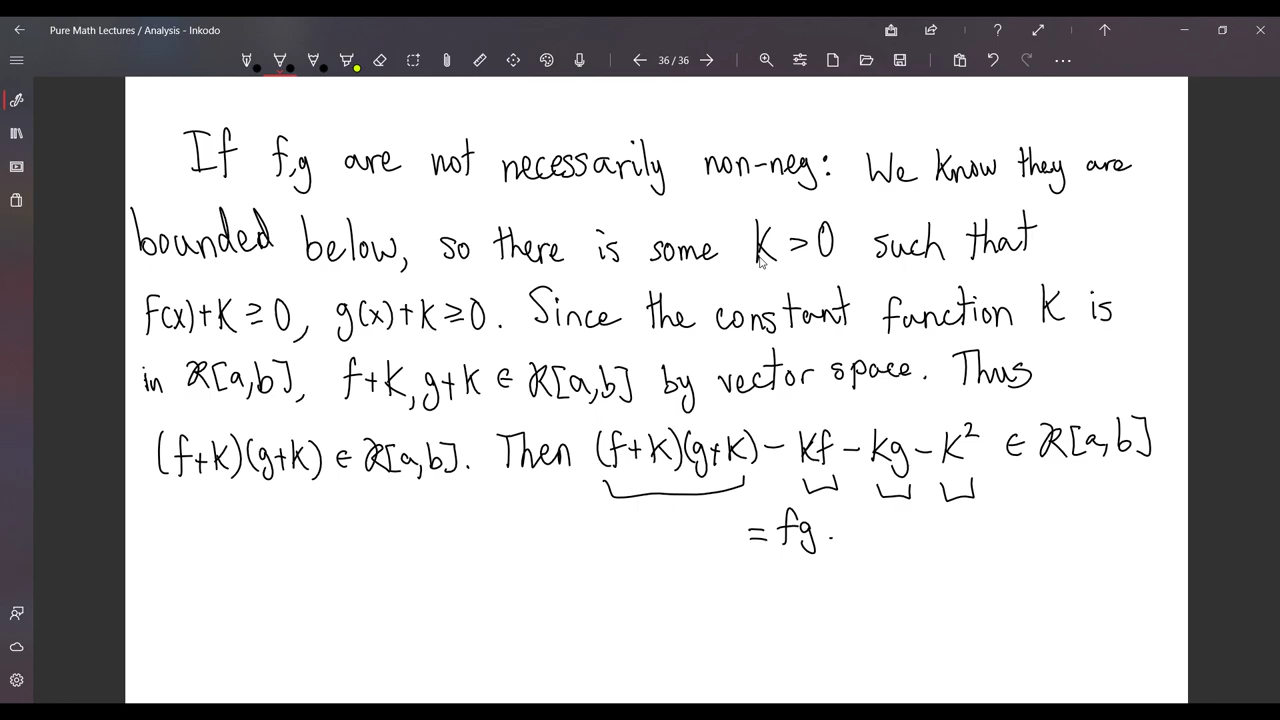 Pure Math Lectures / Analysis - Inkodo
36/36
If f,g are not necessarily non-neg: We know they are
bounded below, so there is some K > 0 such that
f(x)+K ≥ 0, g(x)+K ≥ 0. Since the constant function K is
in R[a,b], f+K, g+K ∈ R[a,b] by vector space. Thus
(f+K)(g+K) ∈ R[a,b]. Then (f+K)(g+K) - Kf - Kg - K² ∈ R[a,b]
= fg.